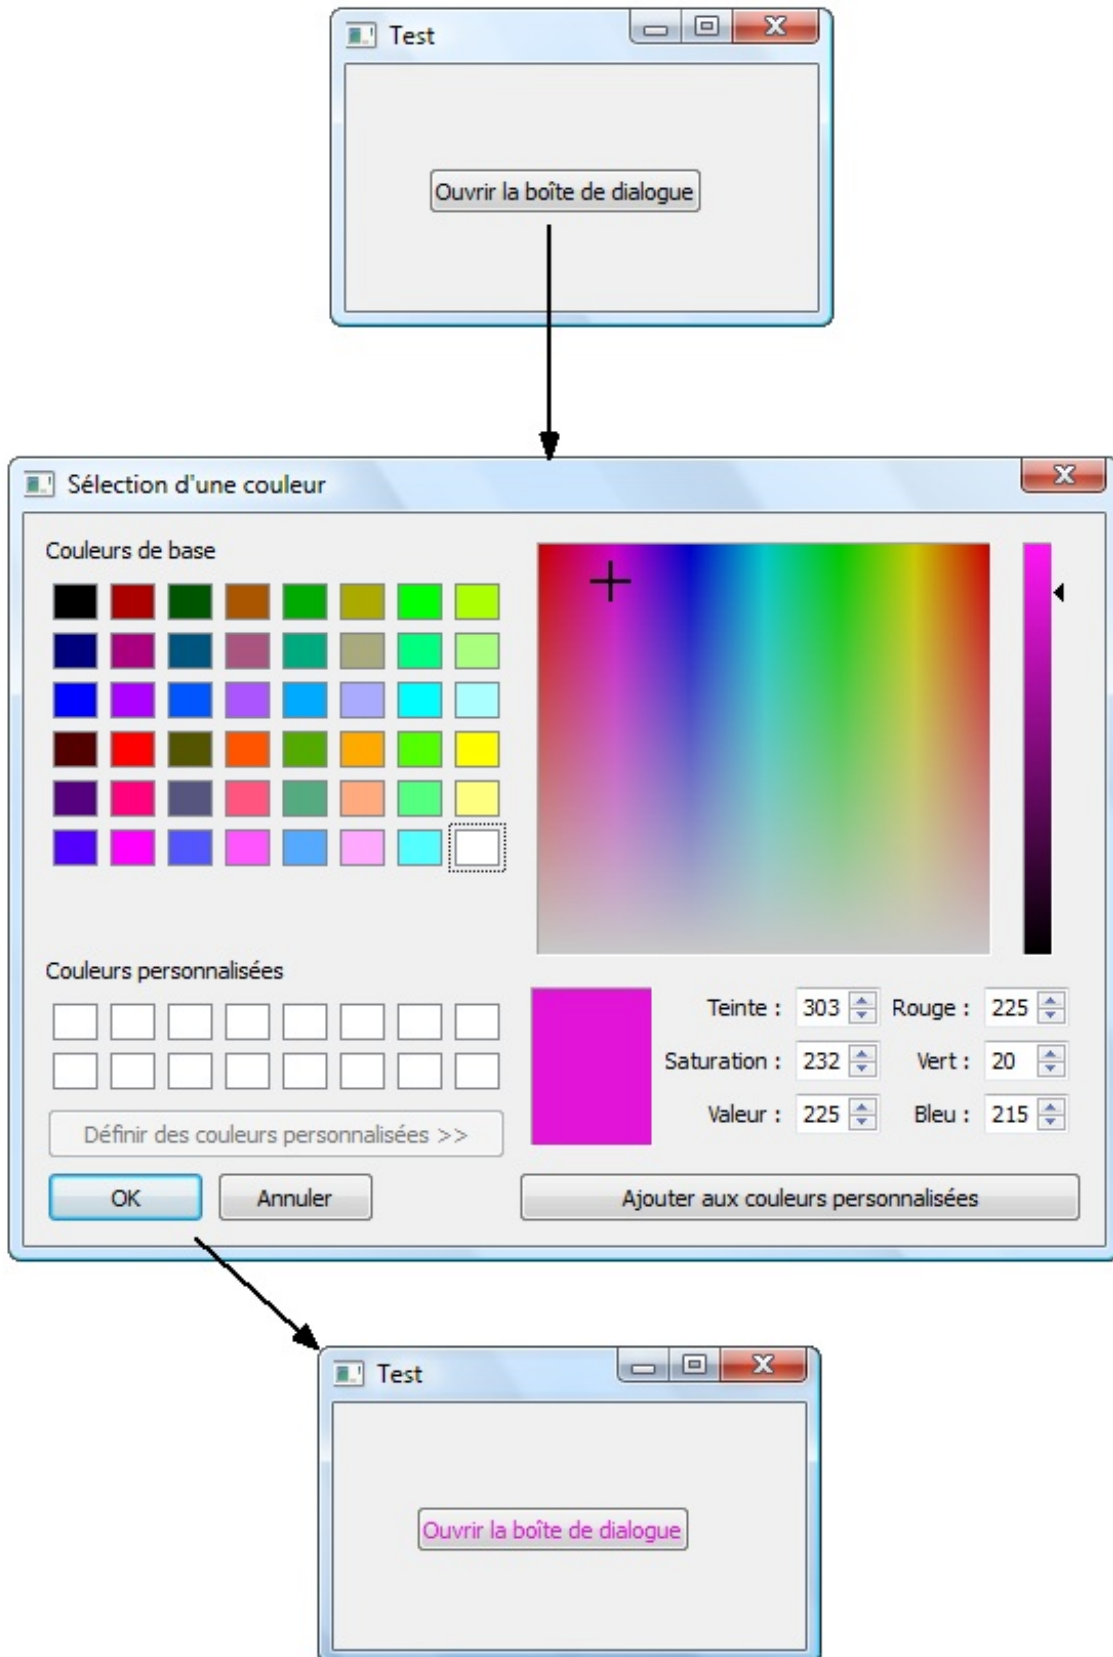 Test
Ouvrir la boîte de dialogue
Sélection d'une couleur
Couleurs de base
Couleurs personnalisées
Teinte : 303 Rouge : 225
Saturation : 232 Vert : 20
Valeur : 225 Bleu : 215
Définir des couleurs personnalisées >>
OK Annuler Ajouter aux couleurs personnalisées
Test
Ouvrir la boîte de dialogue